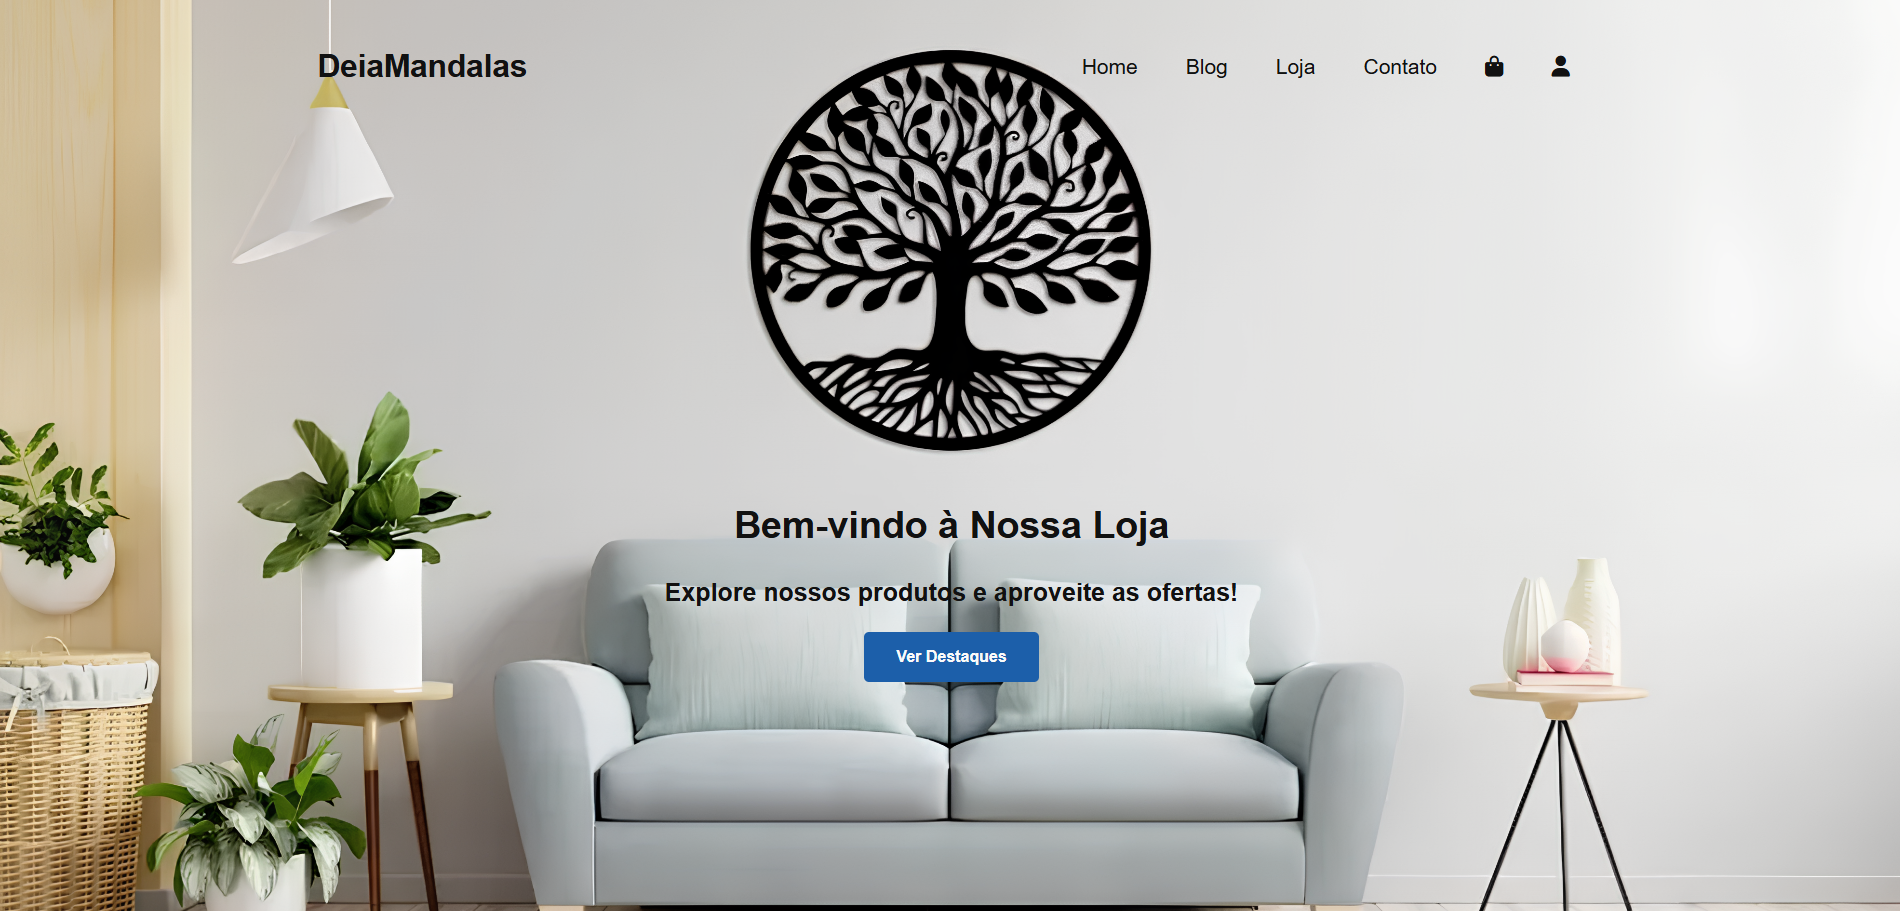 DeiaMandalas
Home Blog Loja Contato
Bem-vindo à Nossa Loja
Explore nossos produtos e aproveite as ofertas!
Ver Destaques